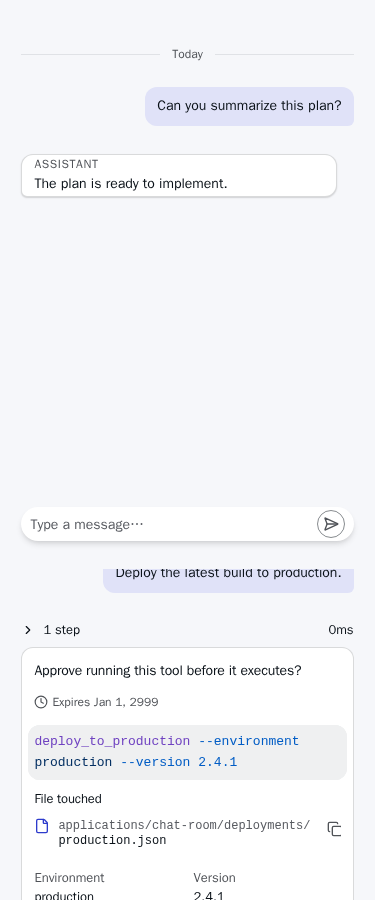 Today
Can you summarize this plan?
ASSISTANT
The plan is ready to implement.
Type a message···
Deploy the latest build to production.
1 step
0ms
Approve running this tool before it executes?
Expires Jan 1, 2999
deploy_to_production --environment
production --version 2.4.1
File touched
applications/chat-room/deployments/
production.json
Environment
Version
production
2.4.1